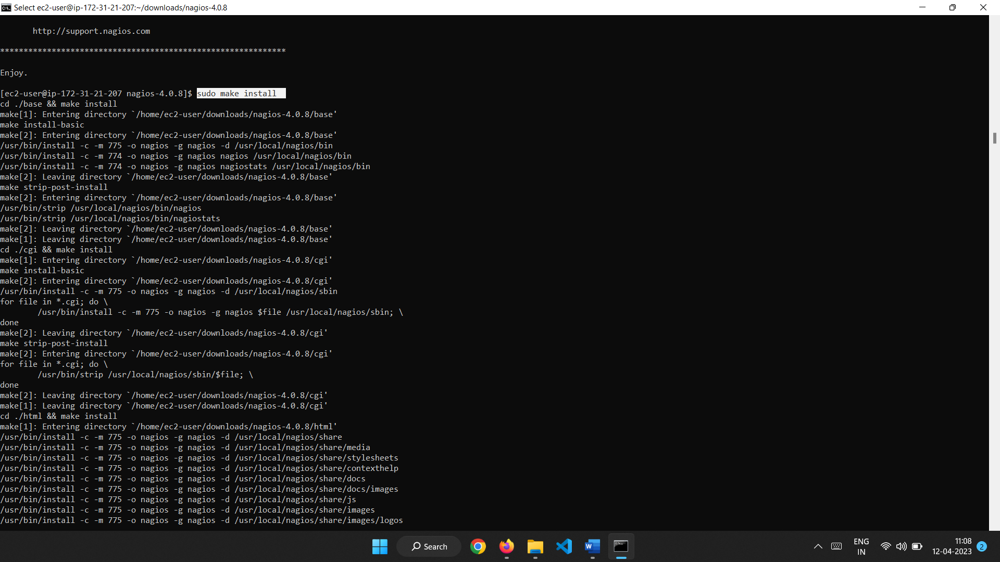 Select ec2-user@ip-172-31-21-207:~/downloads/nagios-4.0.8
       http://support.nagios.com
*************************************************************
Enjoy.
[ec2-user@ip-172-31-21-207 nagios-4.0.8]$ sudo make install
cd ./base && make install
make[1]: Entering directory `/home/ec2-user/downloads/nagios-4.0.8/base'
make install-basic
make[2]: Entering directory `/home/ec2-user/downloads/nagios-4.0.8/base'
/usr/bin/install -c -m 775 -o nagios -g nagios -d /usr/local/nagios/bin
/usr/bin/install -c -m 774 -o nagios -g nagios nagios /usr/local/nagios/bin
/usr/bin/install -c -m 774 -o nagios -g nagios nagiostats /usr/local/nagios/bin
make[2]: Leaving directory `/home/ec2-user/downloads/nagios-4.0.8/base'
make strip-post-install
make[2]: Entering directory `/home/ec2-user/downloads/nagios-4.0.8/base'
/usr/bin/strip /usr/local/nagios/bin/nagios
/usr/bin/strip /usr/local/nagios/bin/nagiostats
make[2]: Leaving directory `/home/ec2-user/downloads/nagios-4.0.8/base'
make[1]: Leaving directory `/home/ec2-user/downloads/nagios-4.0.8/base'
cd ./cgi && make install
make[1]: Entering directory `/home/ec2-user/downloads/nagios-4.0.8/cgi'
make install-basic
make[2]: Entering directory `/home/ec2-user/downloads/nagios-4.0.8/cgi'
/usr/bin/install -c -m 775 -o nagios -g nagios -d /usr/local/nagios/sbin
for file in *.cgi; do \
        /usr/bin/install -c -m 775 -o nagios -g nagios $file /usr/local/nagios/sbin; \
done
make[2]: Leaving directory `/home/ec2-user/downloads/nagios-4.0.8/cgi'
make strip-post-install
make[2]: Entering directory `/home/ec2-user/downloads/nagios-4.0.8/cgi'
for file in *.cgi; do \
        /usr/bin/strip /usr/local/nagios/sbin/$file; \
done
make[2]: Leaving directory `/home/ec2-user/downloads/nagios-4.0.8/cgi'
make[1]: Leaving directory `/home/ec2-user/downloads/nagios-4.0.8/cgi'
cd ./html && make install
make[1]: Entering directory `/home/ec2-user/downloads/nagios-4.0.8/html'
/usr/bin/install -c -m 775 -o nagios -g nagios -d /usr/local/nagios/share
/usr/bin/install -c -m 775 -o nagios -g nagios -d /usr/local/nagios/share/media
/usr/bin/install -c -m 775 -o nagios -g nagios -d /usr/local/nagios/share/stylesheets
/usr/bin/install -c -m 775 -o nagios -g nagios -d /usr/local/nagios/share/contexthelp
/usr/bin/install -c -m 775 -o nagios -g nagios -d /usr/local/nagios/share/docs
/usr/bin/install -c -m 775 -o nagios -g nagios -d /usr/local/nagios/share/docs/images
/usr/bin/install -c -m 775 -o nagios -g nagios -d /usr/local/nagios/share/js
/usr/bin/install -c -m 775 -o nagios -g nagios -d /usr/local/nagios/share/images
/usr/bin/install -c -m 775 -o nagios -g nagios -d /usr/local/nagios/share/images/logos
Search
ENG
IN
11:08
12-04-2023
2